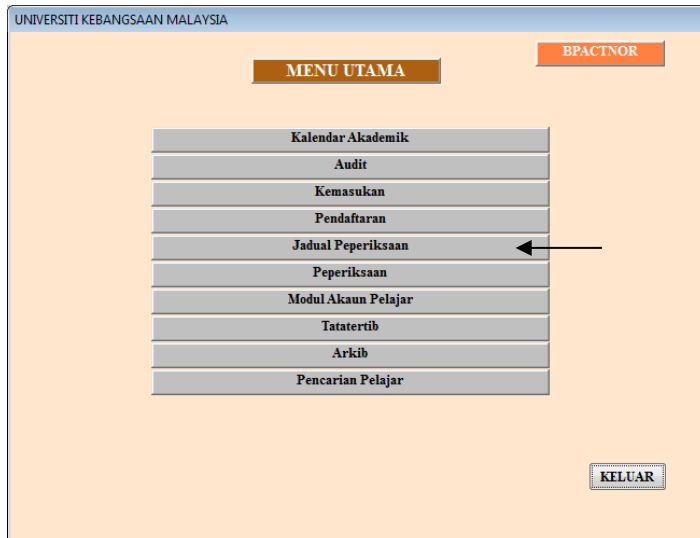 UNIVERSITI KEBANGSAAN MALAYSIA
BPACTNOR
MENU UTAMA
Kalendar Akademik
Audit
Kemasukan
Pendaftaran
Jadual Peperiksaan
Peperiksaan
Modul Akaun Pelajar
Tatatertib
Arkib
Pencarian Pelajar
KELUAR